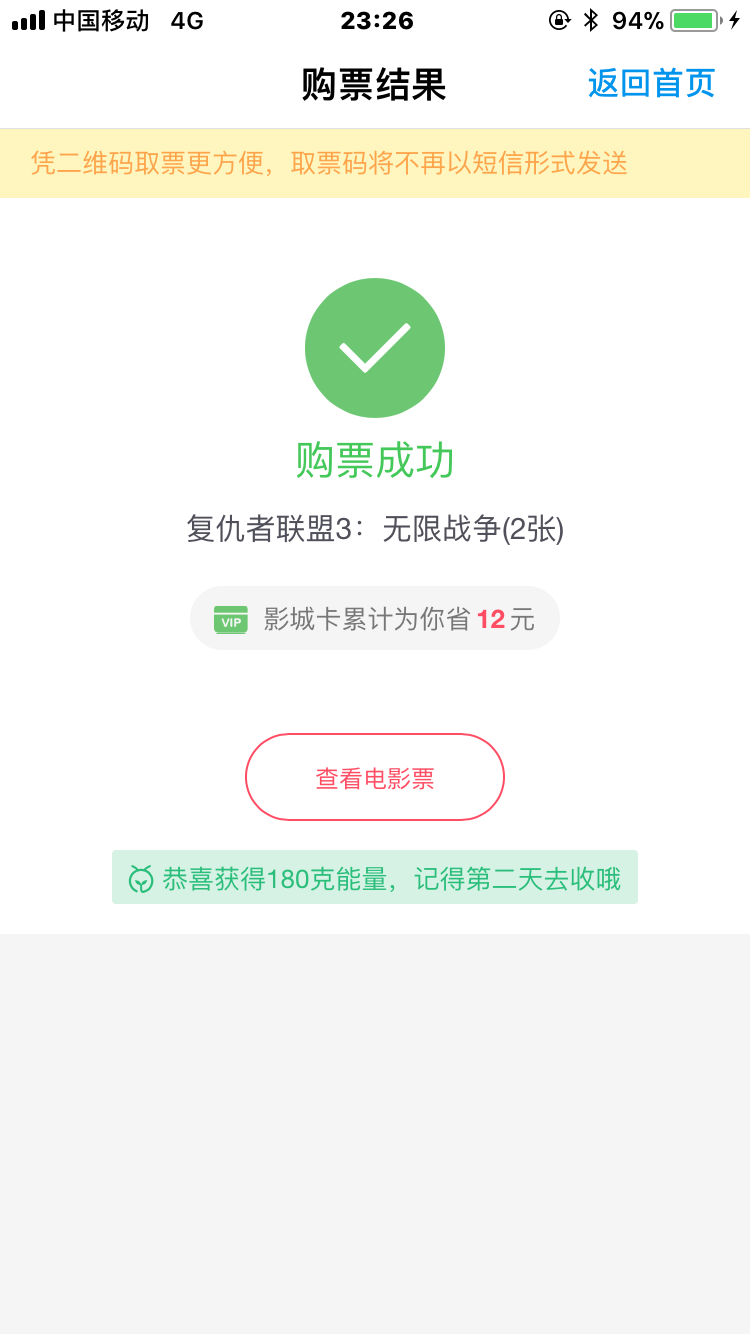 中国移动 4G 23:26 94%
购票结果 返回首页
凭二维码取票更方便，取票码将不再以短信形式发送
购票成功
复仇者联盟3：无限战争(2张)
VIP 影城卡累计为你省 12 元
查看电影票
恭喜获得180克能量，记得第二天去收哦